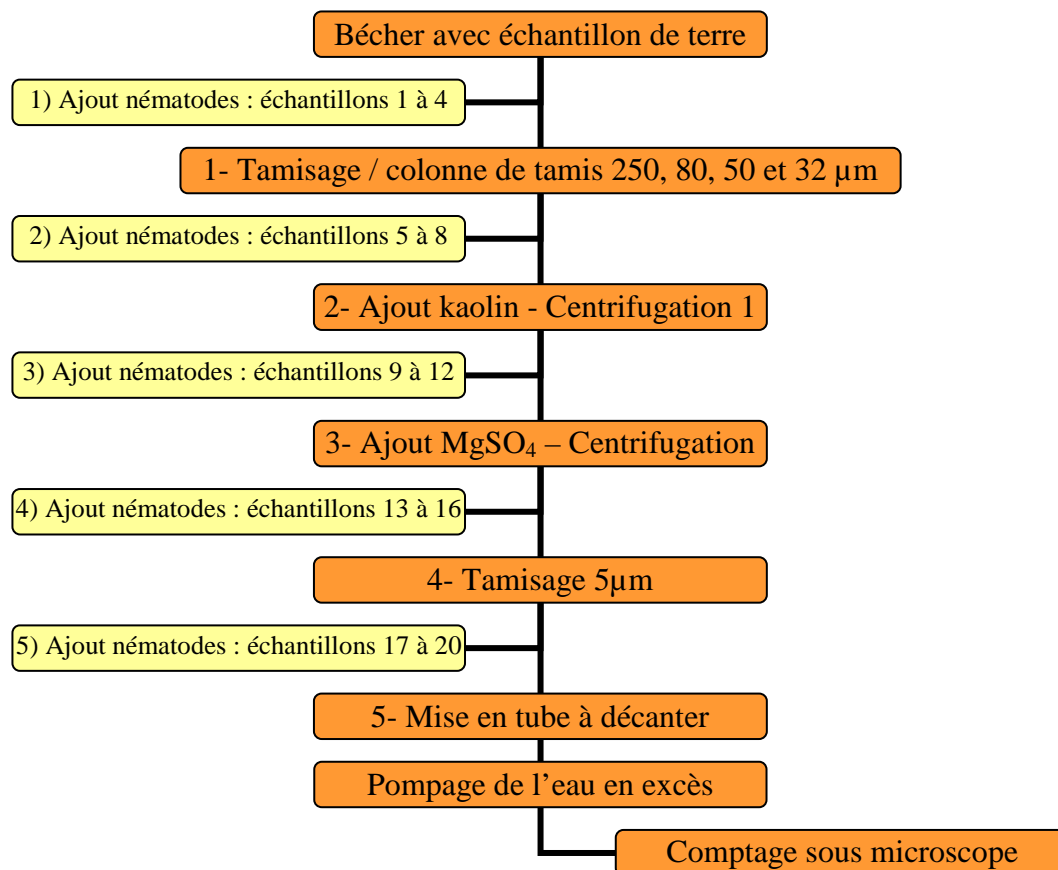 Bécher avec échantillon de terre
1) Ajout nématodes : échantillons 1 à 4
1- Tamisage / colonne de tamis 250, 80, 50 et 32 µm
2) Ajout nématodes : échantillons 5 à 8
2- Ajout kaolin - Centrifugation 1
3) Ajout nématodes : échantillons 9 à 12
3- Ajout MgSO₄ – Centrifugation
4) Ajout nématodes : échantillons 13 à 16
4- Tamisage 5µm
5) Ajout nématodes : échantillons 17 à 20
5- Mise en tube à décanter
Pompage de l’eau en excès
Comptage sous microscope